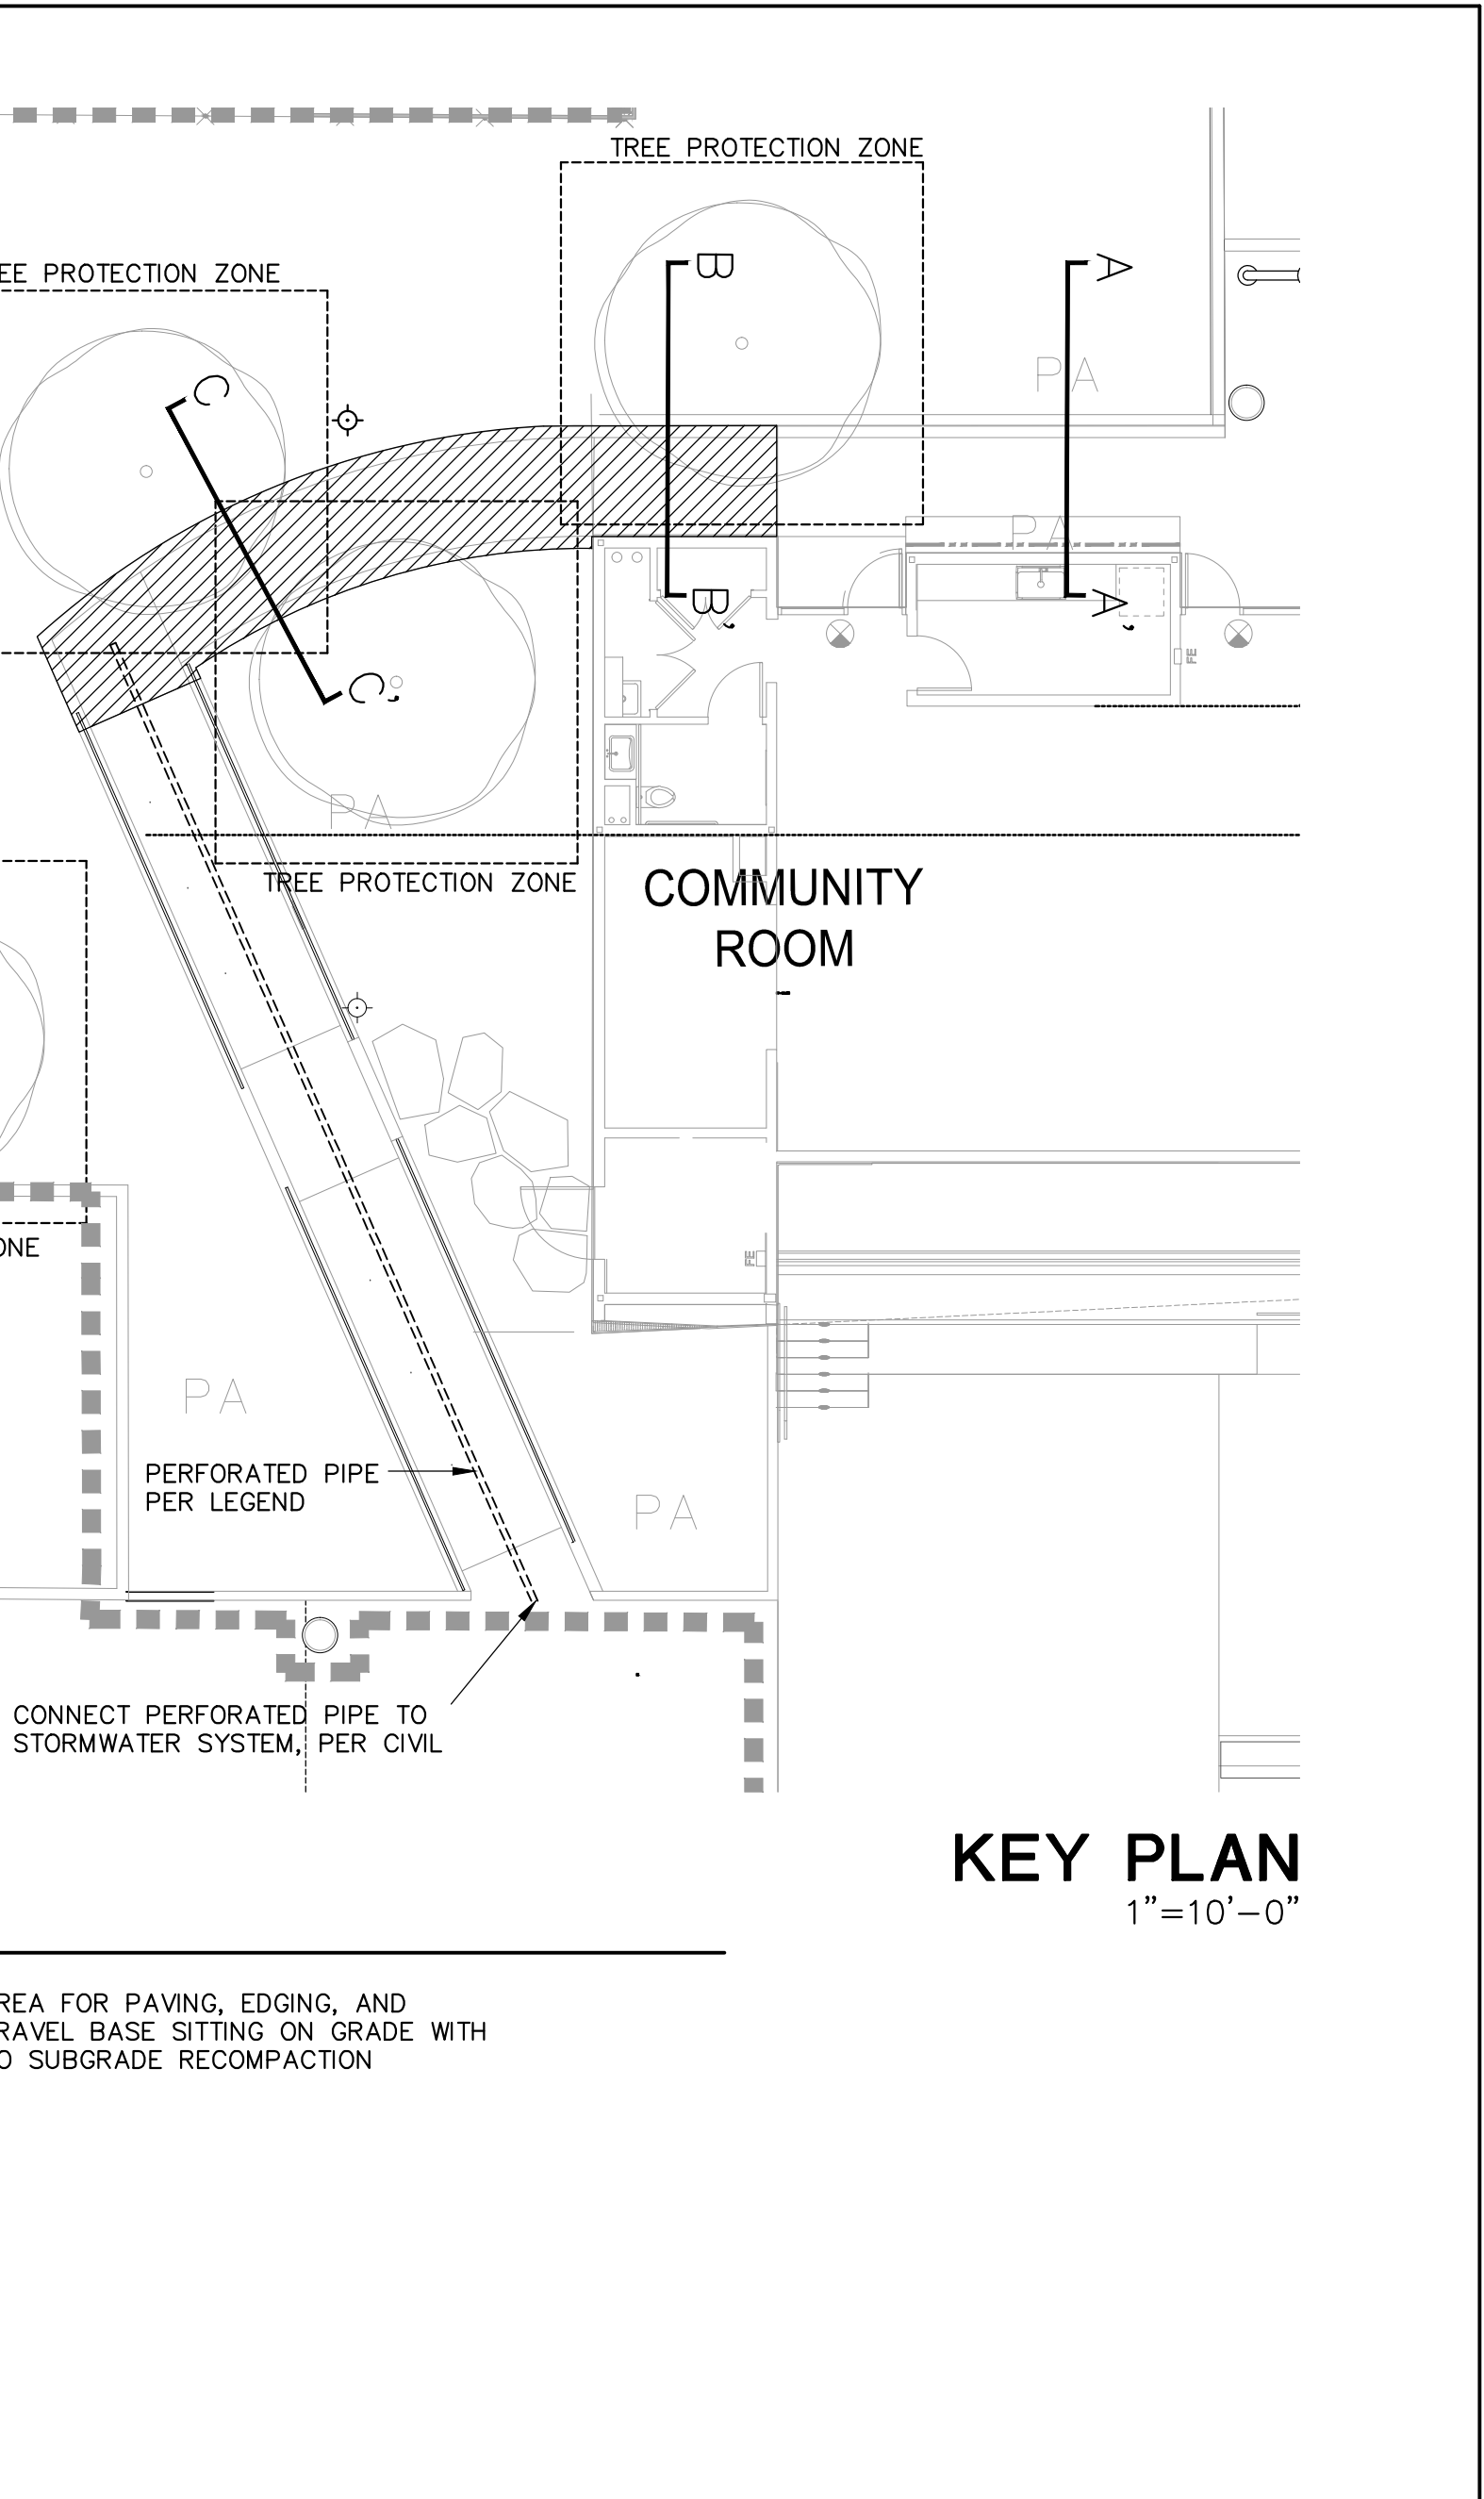 TREE PROTECTION ZONE
B
A
EE PROTECTION ZONE
PA
C
PA
B'
A'
FE
C'
PA
COMMUNITY
TREE PROTECTION ZONE
ROOM
ONE
FE
PA
PERFORATED PIPE
PER LEGEND
PA
CONNECT PERFORATED PIPE TO
STORMWATER SYSTEM, PER CIVIL
KEY PLAN
1"=10'-0"
REA FOR PAVING, EDGING, AND
RAVEL BASE SITTING ON GRADE WITH
O SUBGRADE RECOMPACTION